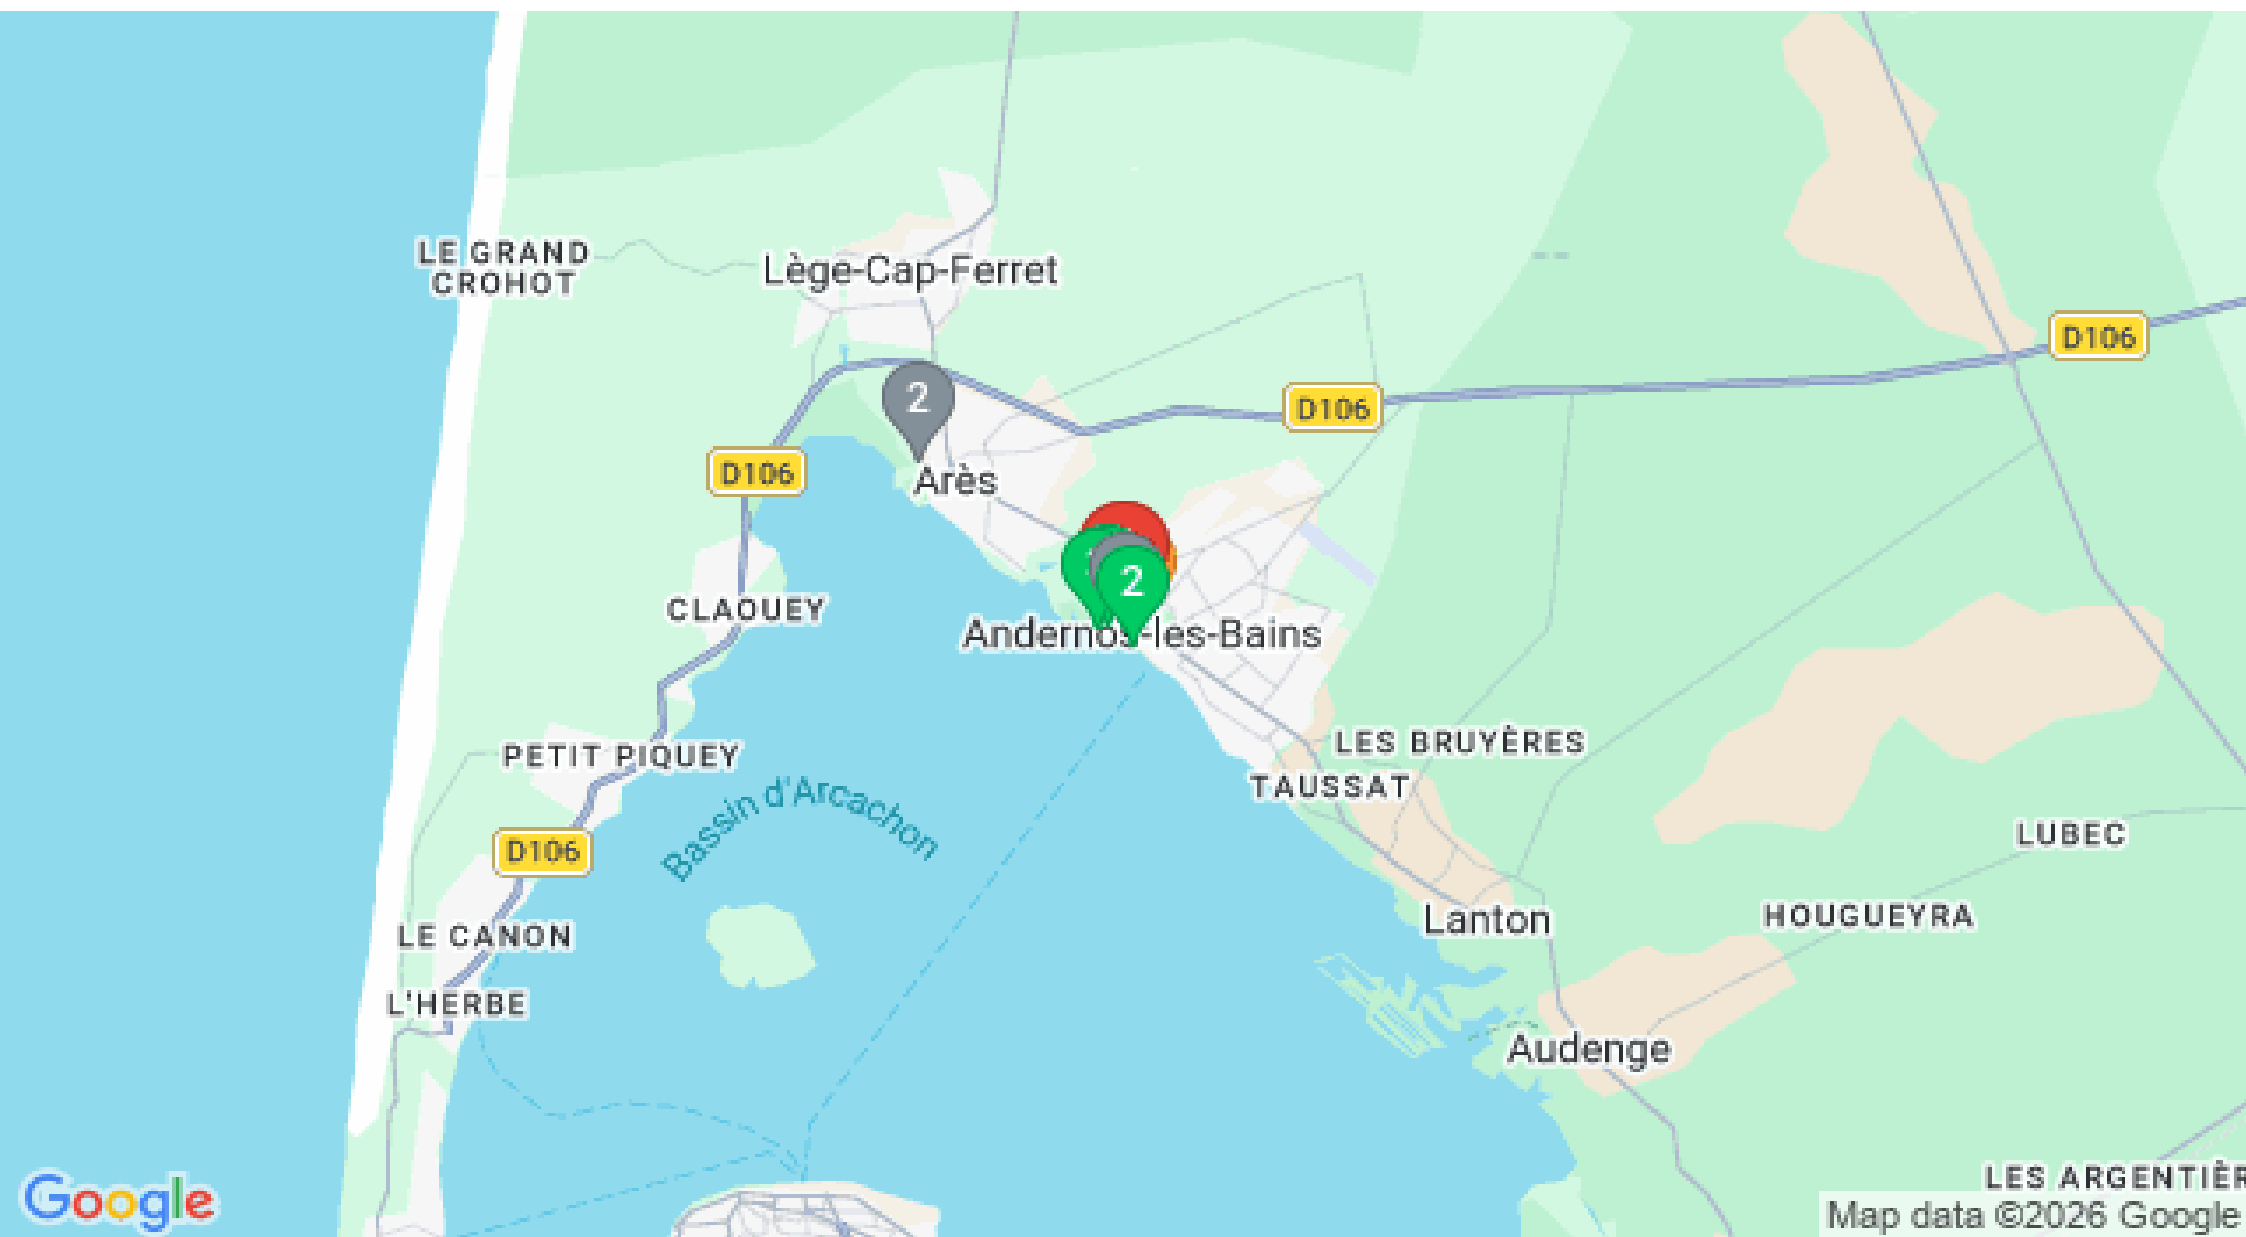 LE GRAND
CROHOT
Lège-Cap-Ferret
D106
D106
2
D106
Arès
2
CLAOUEY
Andernos-les-Bains
PETIT PIQUEY
LES BRUYÈRES
TAUSSAT
Bassin d'Arcachon
LUBEC
D106
LE CANON
Lanton
HOUGUEYRA
L'HERBE
Audenge
LES ARGENTIÈR
Google
Map data ©2026 Google